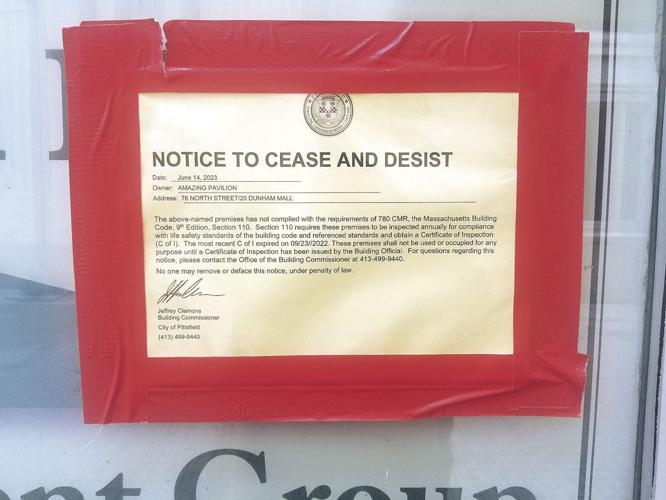 NOTICE TO CEASE AND DESIST
Date: June 14, 2023
Owner: AMAZING PAVILION
Address: 76 NORTH STREET/20 DUNHAM MALL
The above-named premises has not complied with the requirements of 780 CMR, the Massachusetts Building
Code, 9th Edition, Section 110. Section 110 requires these premises to be inspected annually for compliance
with life safety standards of the building code and referenced standards and obtain a Certificate of Inspection
(C of I). The most recent C of I expired on 09/23/2022. These premises shall not be used or occupied for any
purpose until a Certificate of Inspection has been issued by the Building Official. For questions regarding this
notice, please contact the Office of the Building Commissioner at 413-499-9440.
No one may remove or deface this notice, under penalty of law.
Jeffrey Clemons
Building Commissioner
City of Pittsfield
(413) 499-9440
nt Group